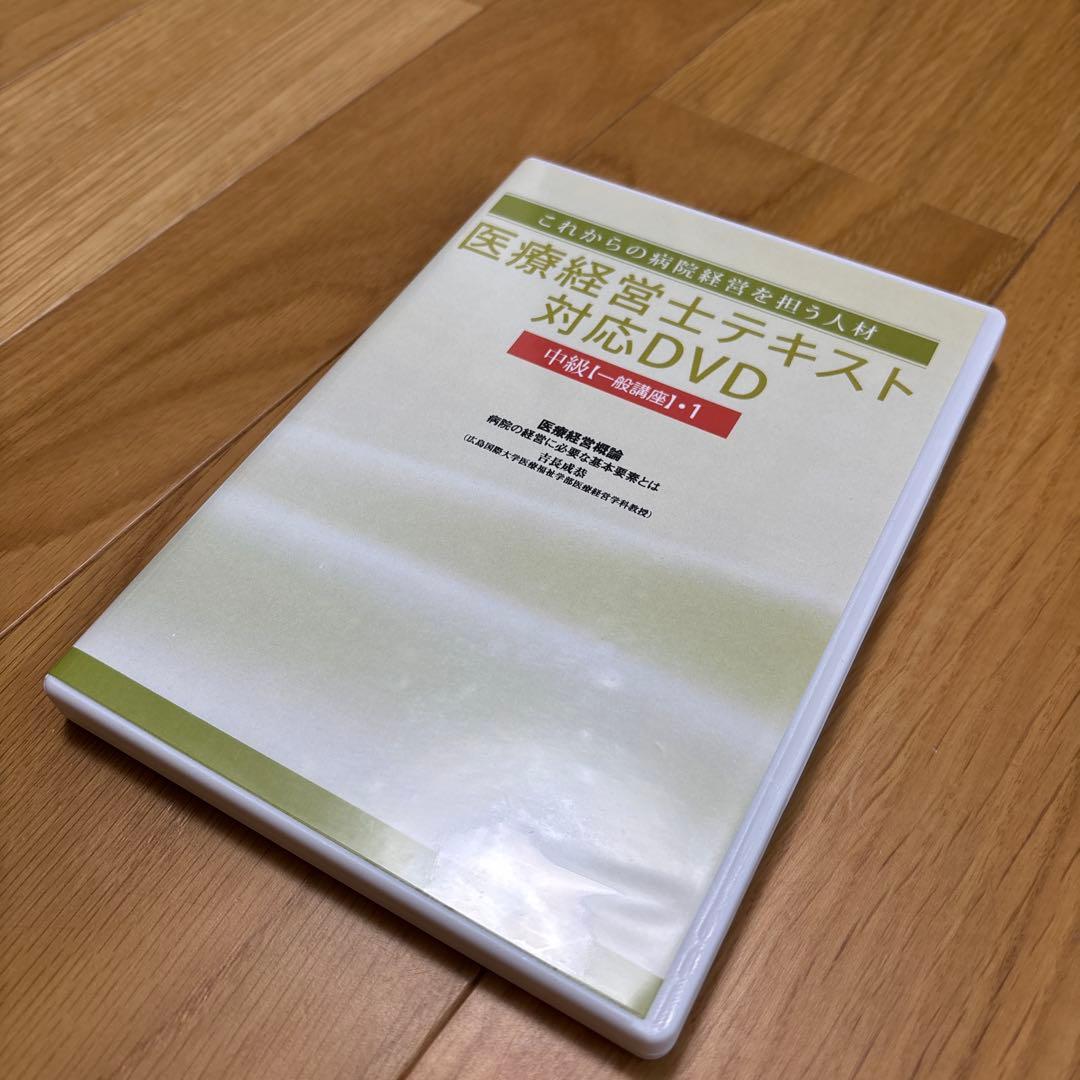 これからの病院経営を担う人材
医療経営士テキスト
対応DVD
中級【一般講座】・1
医療経営概論
病院の経営に必要な基本要素とは
吉長成恭
(広島国際大学医療福祉学部医療経営学科教授)